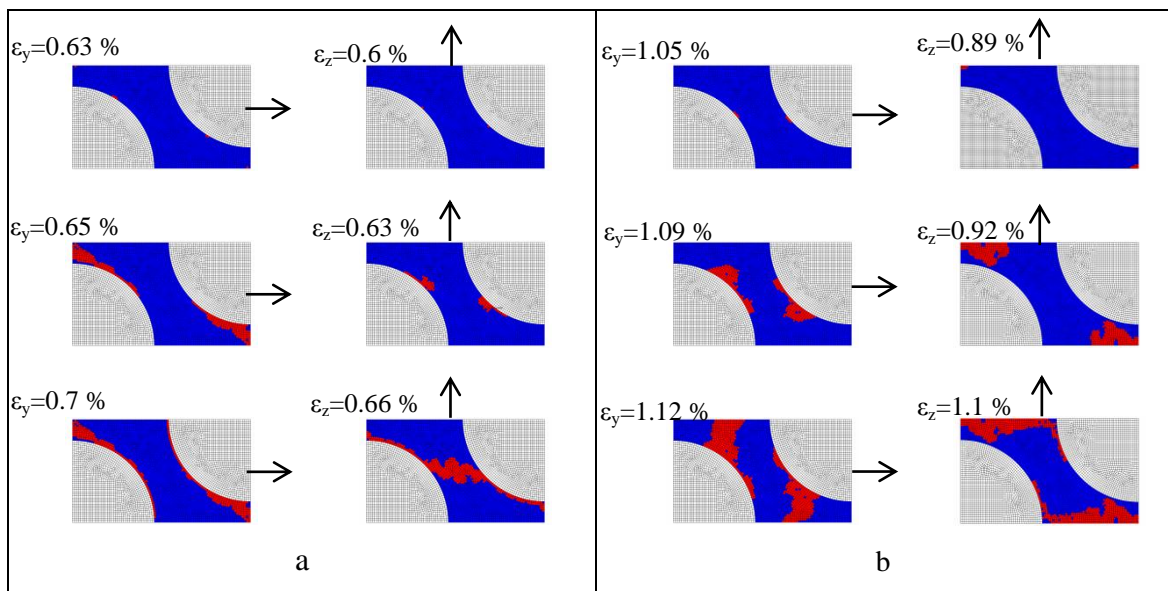 εy=0.63 %
εz=0.6 %
εy=1.05 %
εz=0.89 %
εy=0.65 %
εz=0.63 %
εy=1.09 %
εz=0.92 %
εy=0.7 %
εz=0.66 %
εy=1.12 %
εz=1.1 %
a
b